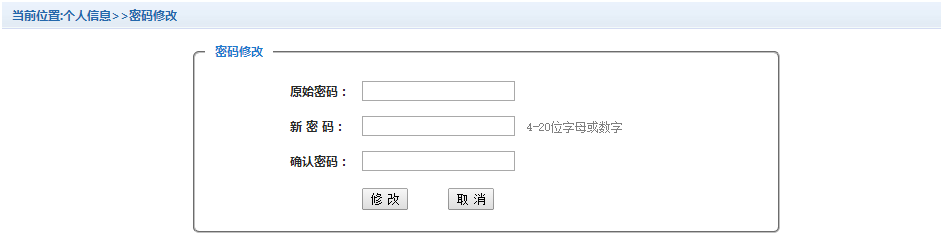 当前位置:个人信息>>密码修改
密码修改
原始密码：
新 密 码： 4-20位字母或数字
确认密码：
修 改 取 消